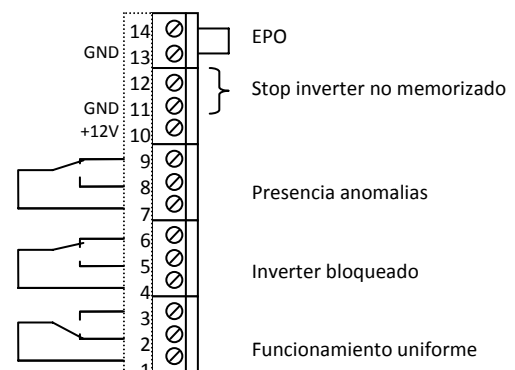 14 EPO
GND 13
12 Stop inverter no memorizado
GND 11
+12V 10
9
8 Presencia anomalias
7
6
5 Inverter bloqueado
4
3
2 Funcionamiento uniforme
1